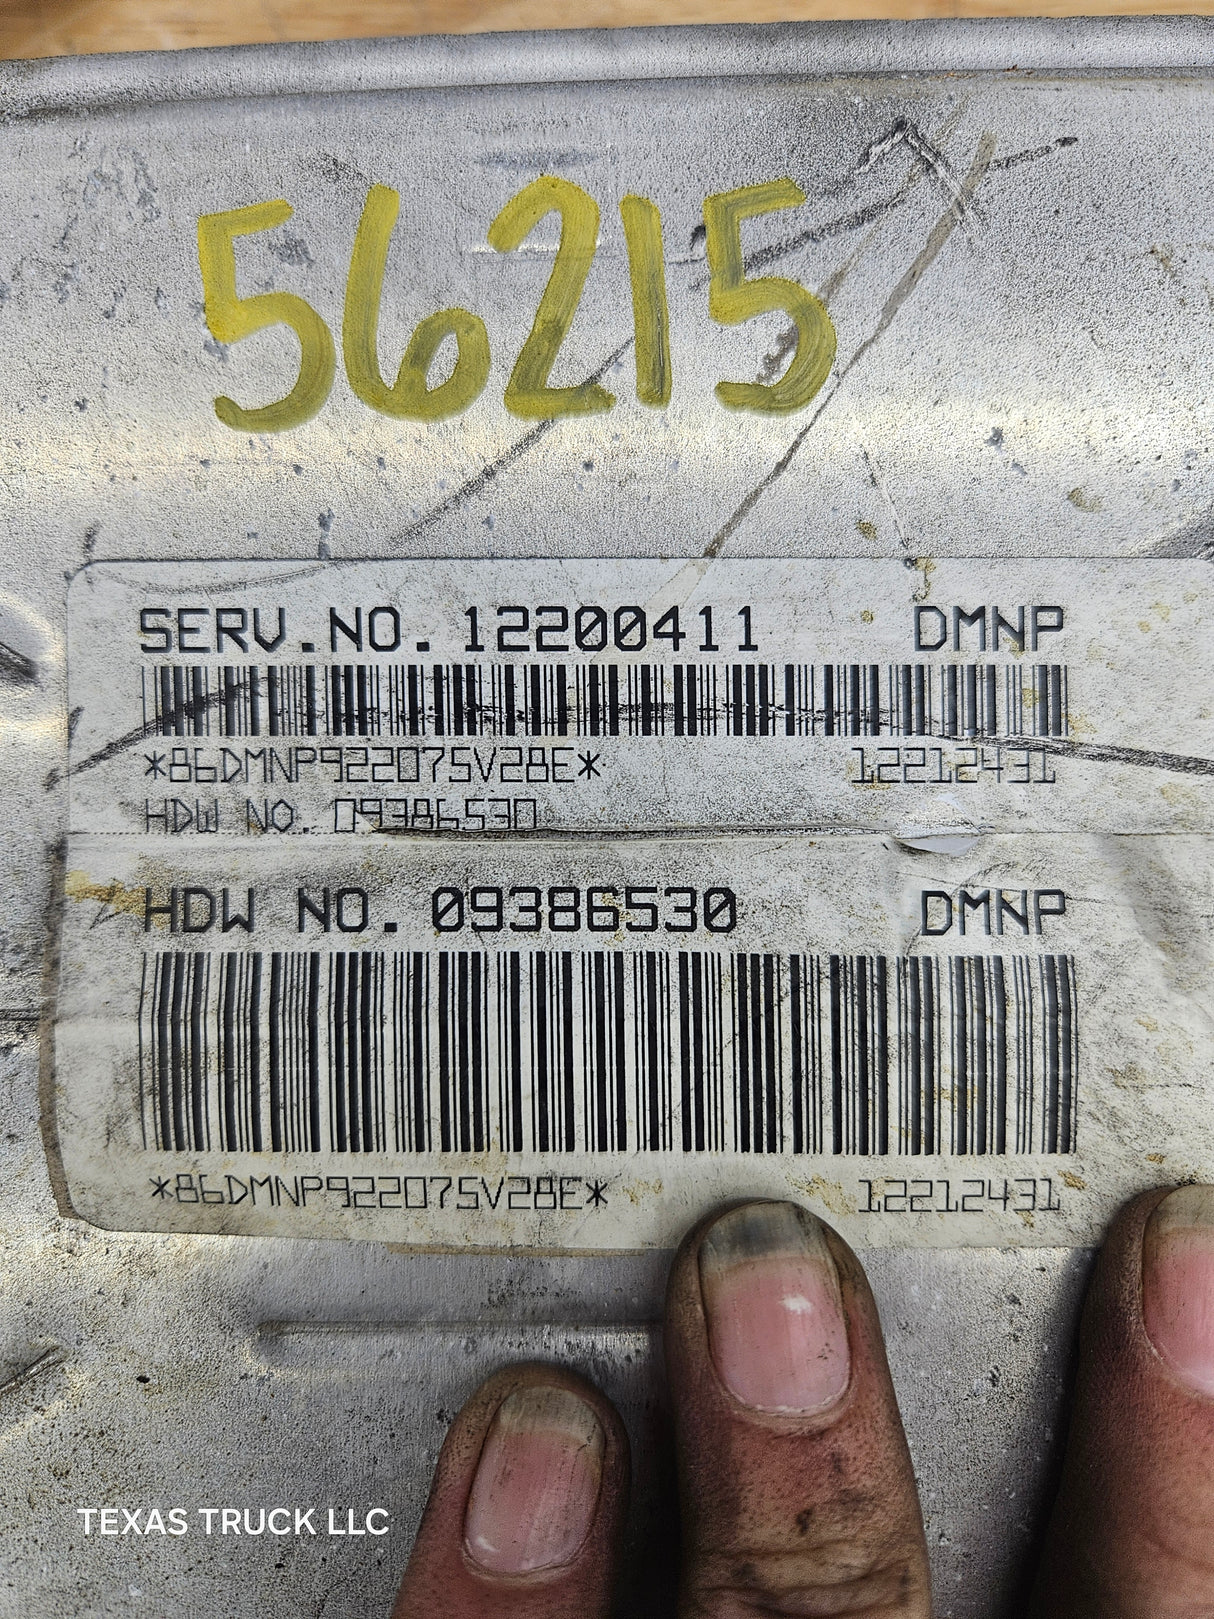 56215
SERV.NO. 12200411 DMNP
*86DMNP922075V28E* 12212431
HDW NO. 09386530
HDW NO. 09386530 DMNP
*86DMNP922075V28E* 12212431
TEXAS TRUCK LLC